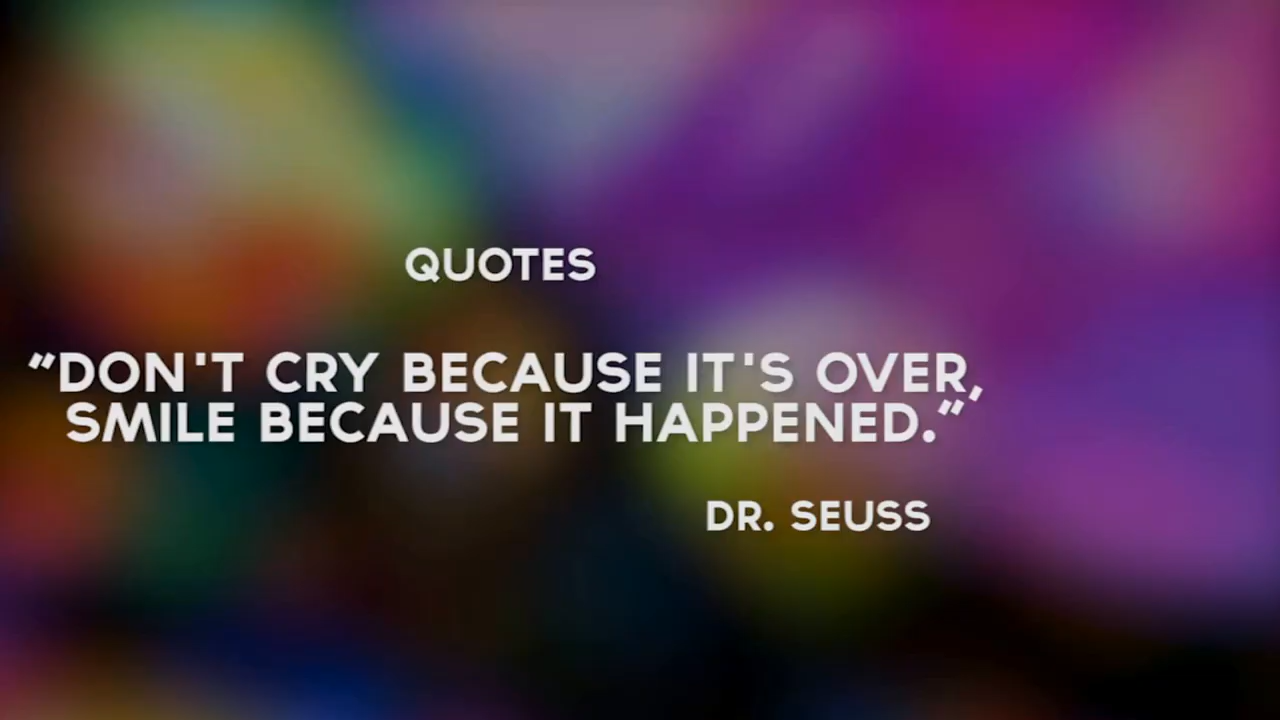 QUOTES
“DON'T CRY BECAUSE IT'S OVER,
SMILE BECAUSE IT HAPPENED.”
DR. SEUSS